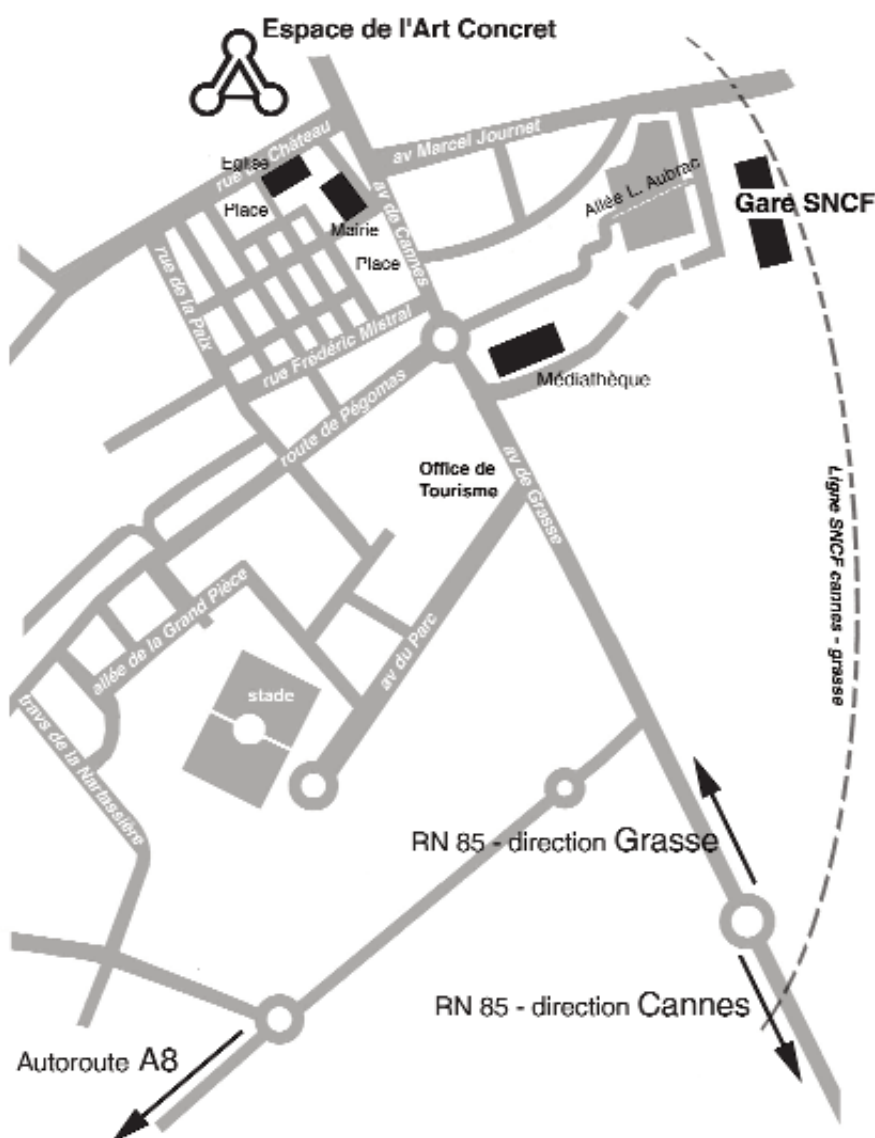 Espace de l'Art Concret
rue Château
Eglise
av Marcel Journet
Allée L. Aubrac
Gare SNCF
Place
Mairie
av de Cannes
Place
rue de la Paix
rue Frédéric Mistral
Médiathèque
route de Pégomas
Office de
Tourisme
av de Grasse
Ligne SNCF cannes - grasse
allée de la Grand Pièce
av du Parc
stade
travs de la Nartassière
RN 85 - direction Grasse
RN 85 - direction Cannes
Autoroute A8